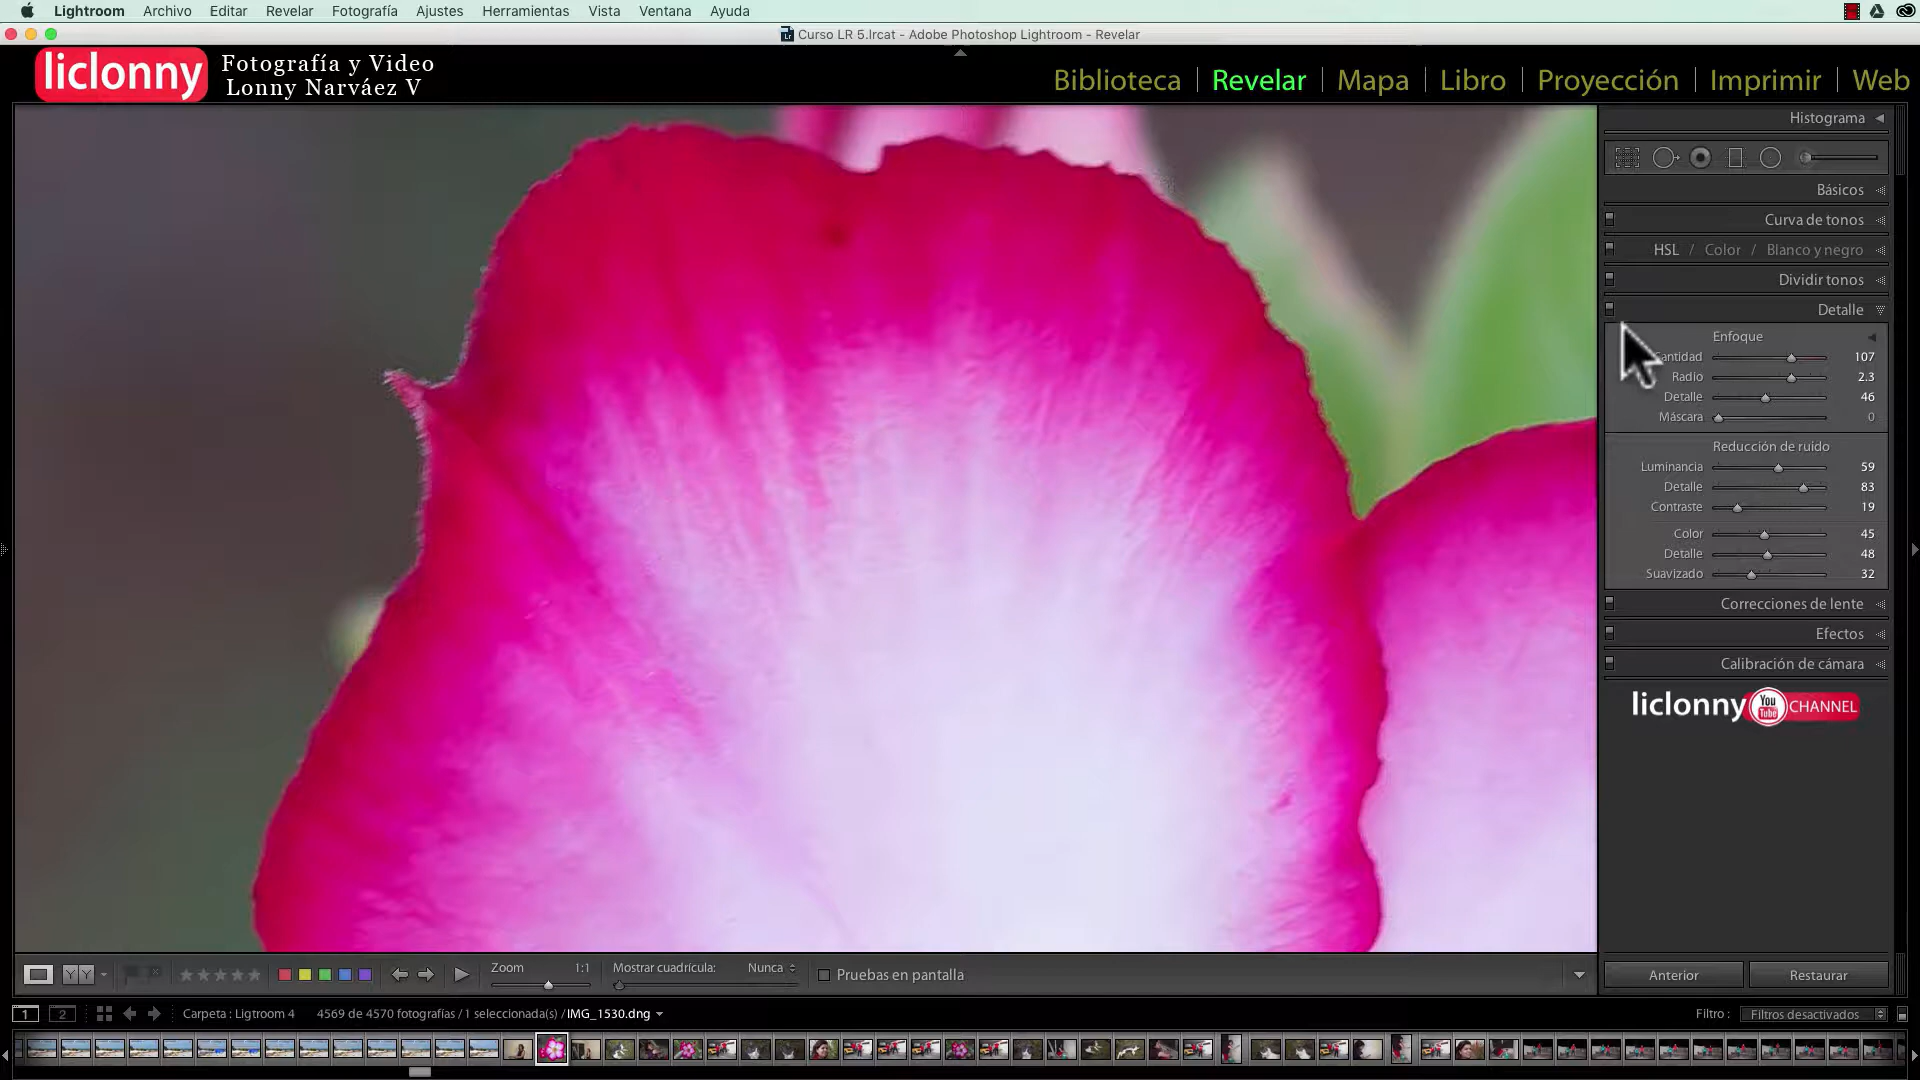 Lightroom Archivo Editar Revelar Fotografía Ajustes Herramientas Vista Ventana Ayuda
Curso LR 5.lrcat - Adobe Photoshop Lightroom - Revelar
liclonny
Fotografía y Video
Lonny Narváez V
Biblioteca | Revelar | Mapa | Libro | Proyección | Imprimir | Web
Histograma
Básicos
Curva de tonos
HSL / Color / Blanco y negro
Dividir tonos
Detalle
Enfoque
antidad 107
Radio 2.3
Detalle 46
Máscara 0
Reducción de ruido
Luminancia 59
Detalle 83
Contraste 19
Color 45
Detalle 48
Suavizado 32
Correcciones de lente
Efectos
Calibración de cámara
liclonny You Tube CHANNEL
YY Zoom 1:1 Mostrar cuadrícula: Nunca Pruebas en pantalla
Anterior Restaurar
1 2 Carpeta : Ligtroom 4 4569 de 4570 fotografías / 1 seleccionada(s) / IMG_1530.dng Filtro : Filtros desactivados